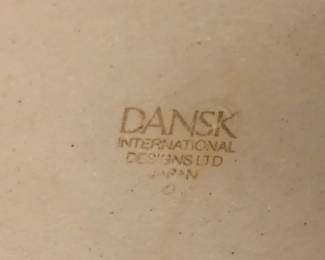 DANSK
INTERNATIONAL
DESIGNS LTD
JAPAN